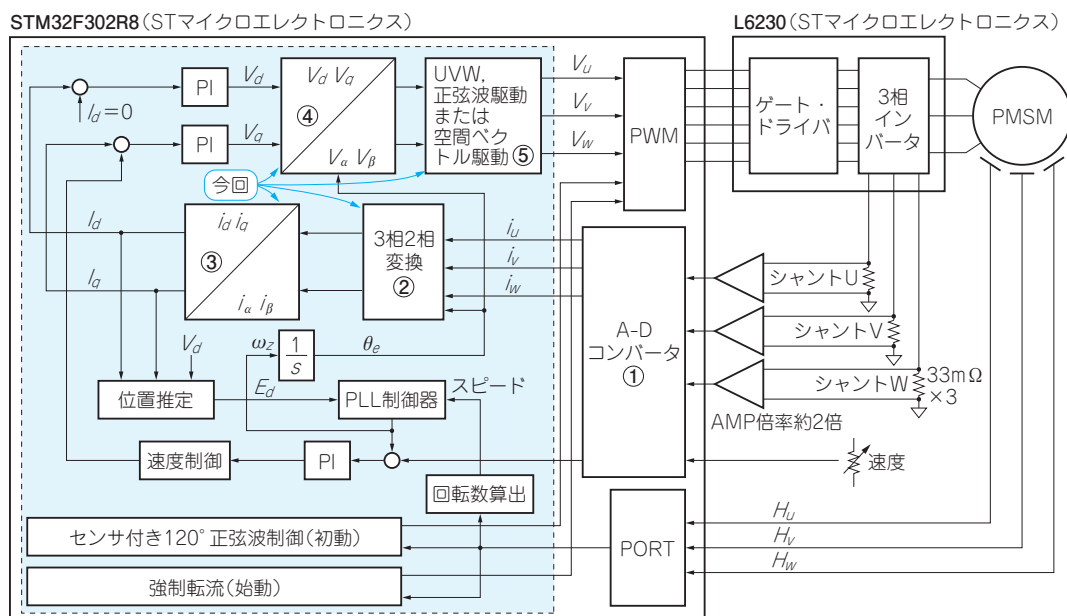 STM32F302R8(STマイクロエレクトロニクス)
L6230(STマイクロエレクトロニクス)
PI
V_d
I_d=0
V_d V_q
④
V_α V_β
UVW,
正弦波駆動
または
空間ベク
トル駆動⑤
V_u
V_v
V_w
PWM
ゲート・
ドライバ
3相
イン
バータ
PMSM
PI
V_q
今回
I_d
I_q
i_d i_q
③
i_α i_β
3相2相
変換
②
i_u
i_v
i_w
A-D
コンバータ
①
シャントU
シャントV
シャントW
33mΩ
×3
AMP倍率約2倍
V_d
ω_z
1
s
θ_e
位置推定
E_d
PLL制御器
スピード
速度制御
PI
速度
回転数算出
センサ付き120°正弦波制御(初動)
強制転流(始動)
PORT
H_u
H_v
H_w